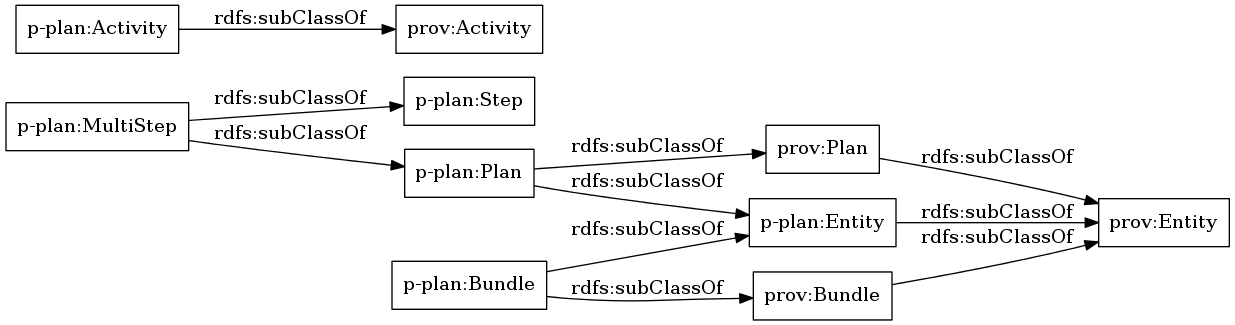 p-plan:Activity
rdfs:subClassOf
prov:Activity
p-plan:MultiStep
rdfs:subClassOf
p-plan:Step
rdfs:subClassOf
p-plan:Plan
rdfs:subClassOf
prov:Plan
rdfs:subClassOf
rdfs:subClassOf
p-plan:Entity
rdfs:subClassOf
prov:Entity
rdfs:subClassOf
rdfs:subClassOf
p-plan:Bundle
rdfs:subClassOf
prov:Bundle